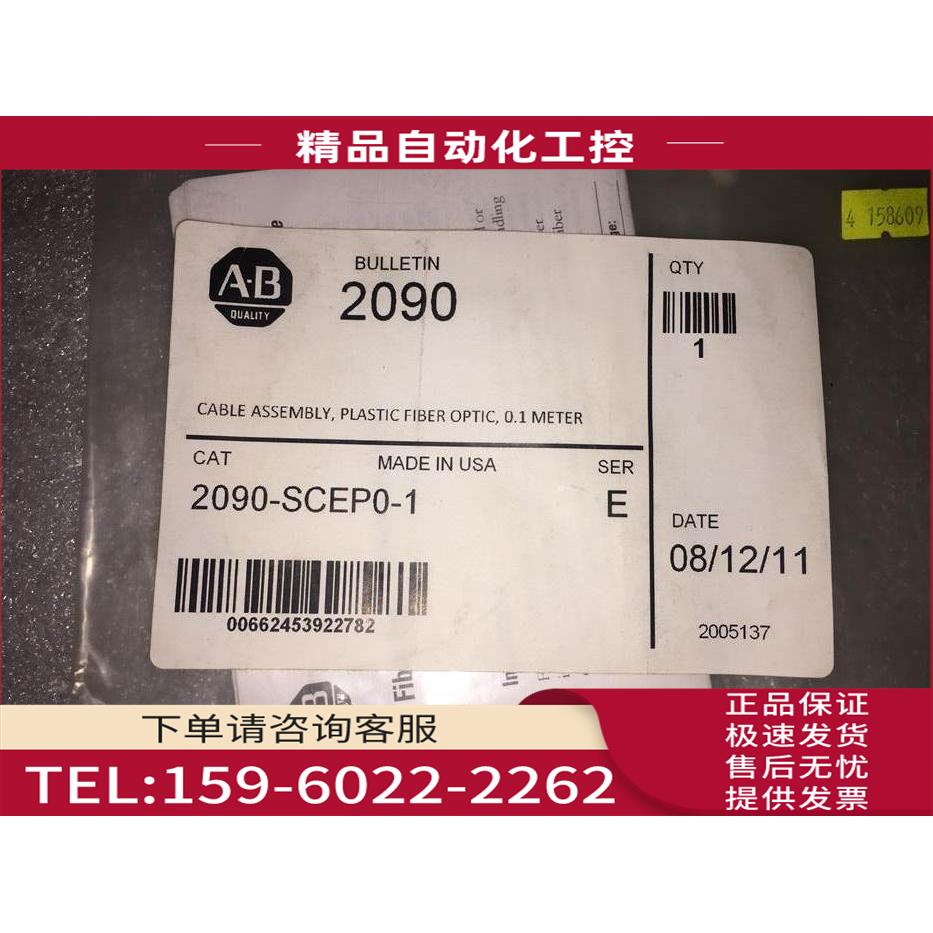 精品自动化工控
4 158609
A-B
QUALITY
BULLETIN
2090
QTY
1
CABLE ASSEMBLY, PLASTIC FIBER OPTIC, 0.1 METER
CAT
MADE IN USA
SER
2090-SCEP0-1
E
DATE
08/12/11
00662453922782
2005137
下单请咨询客服
TEL:159-6022-2262
正品保证
极速发货
售后无忧
提供发票